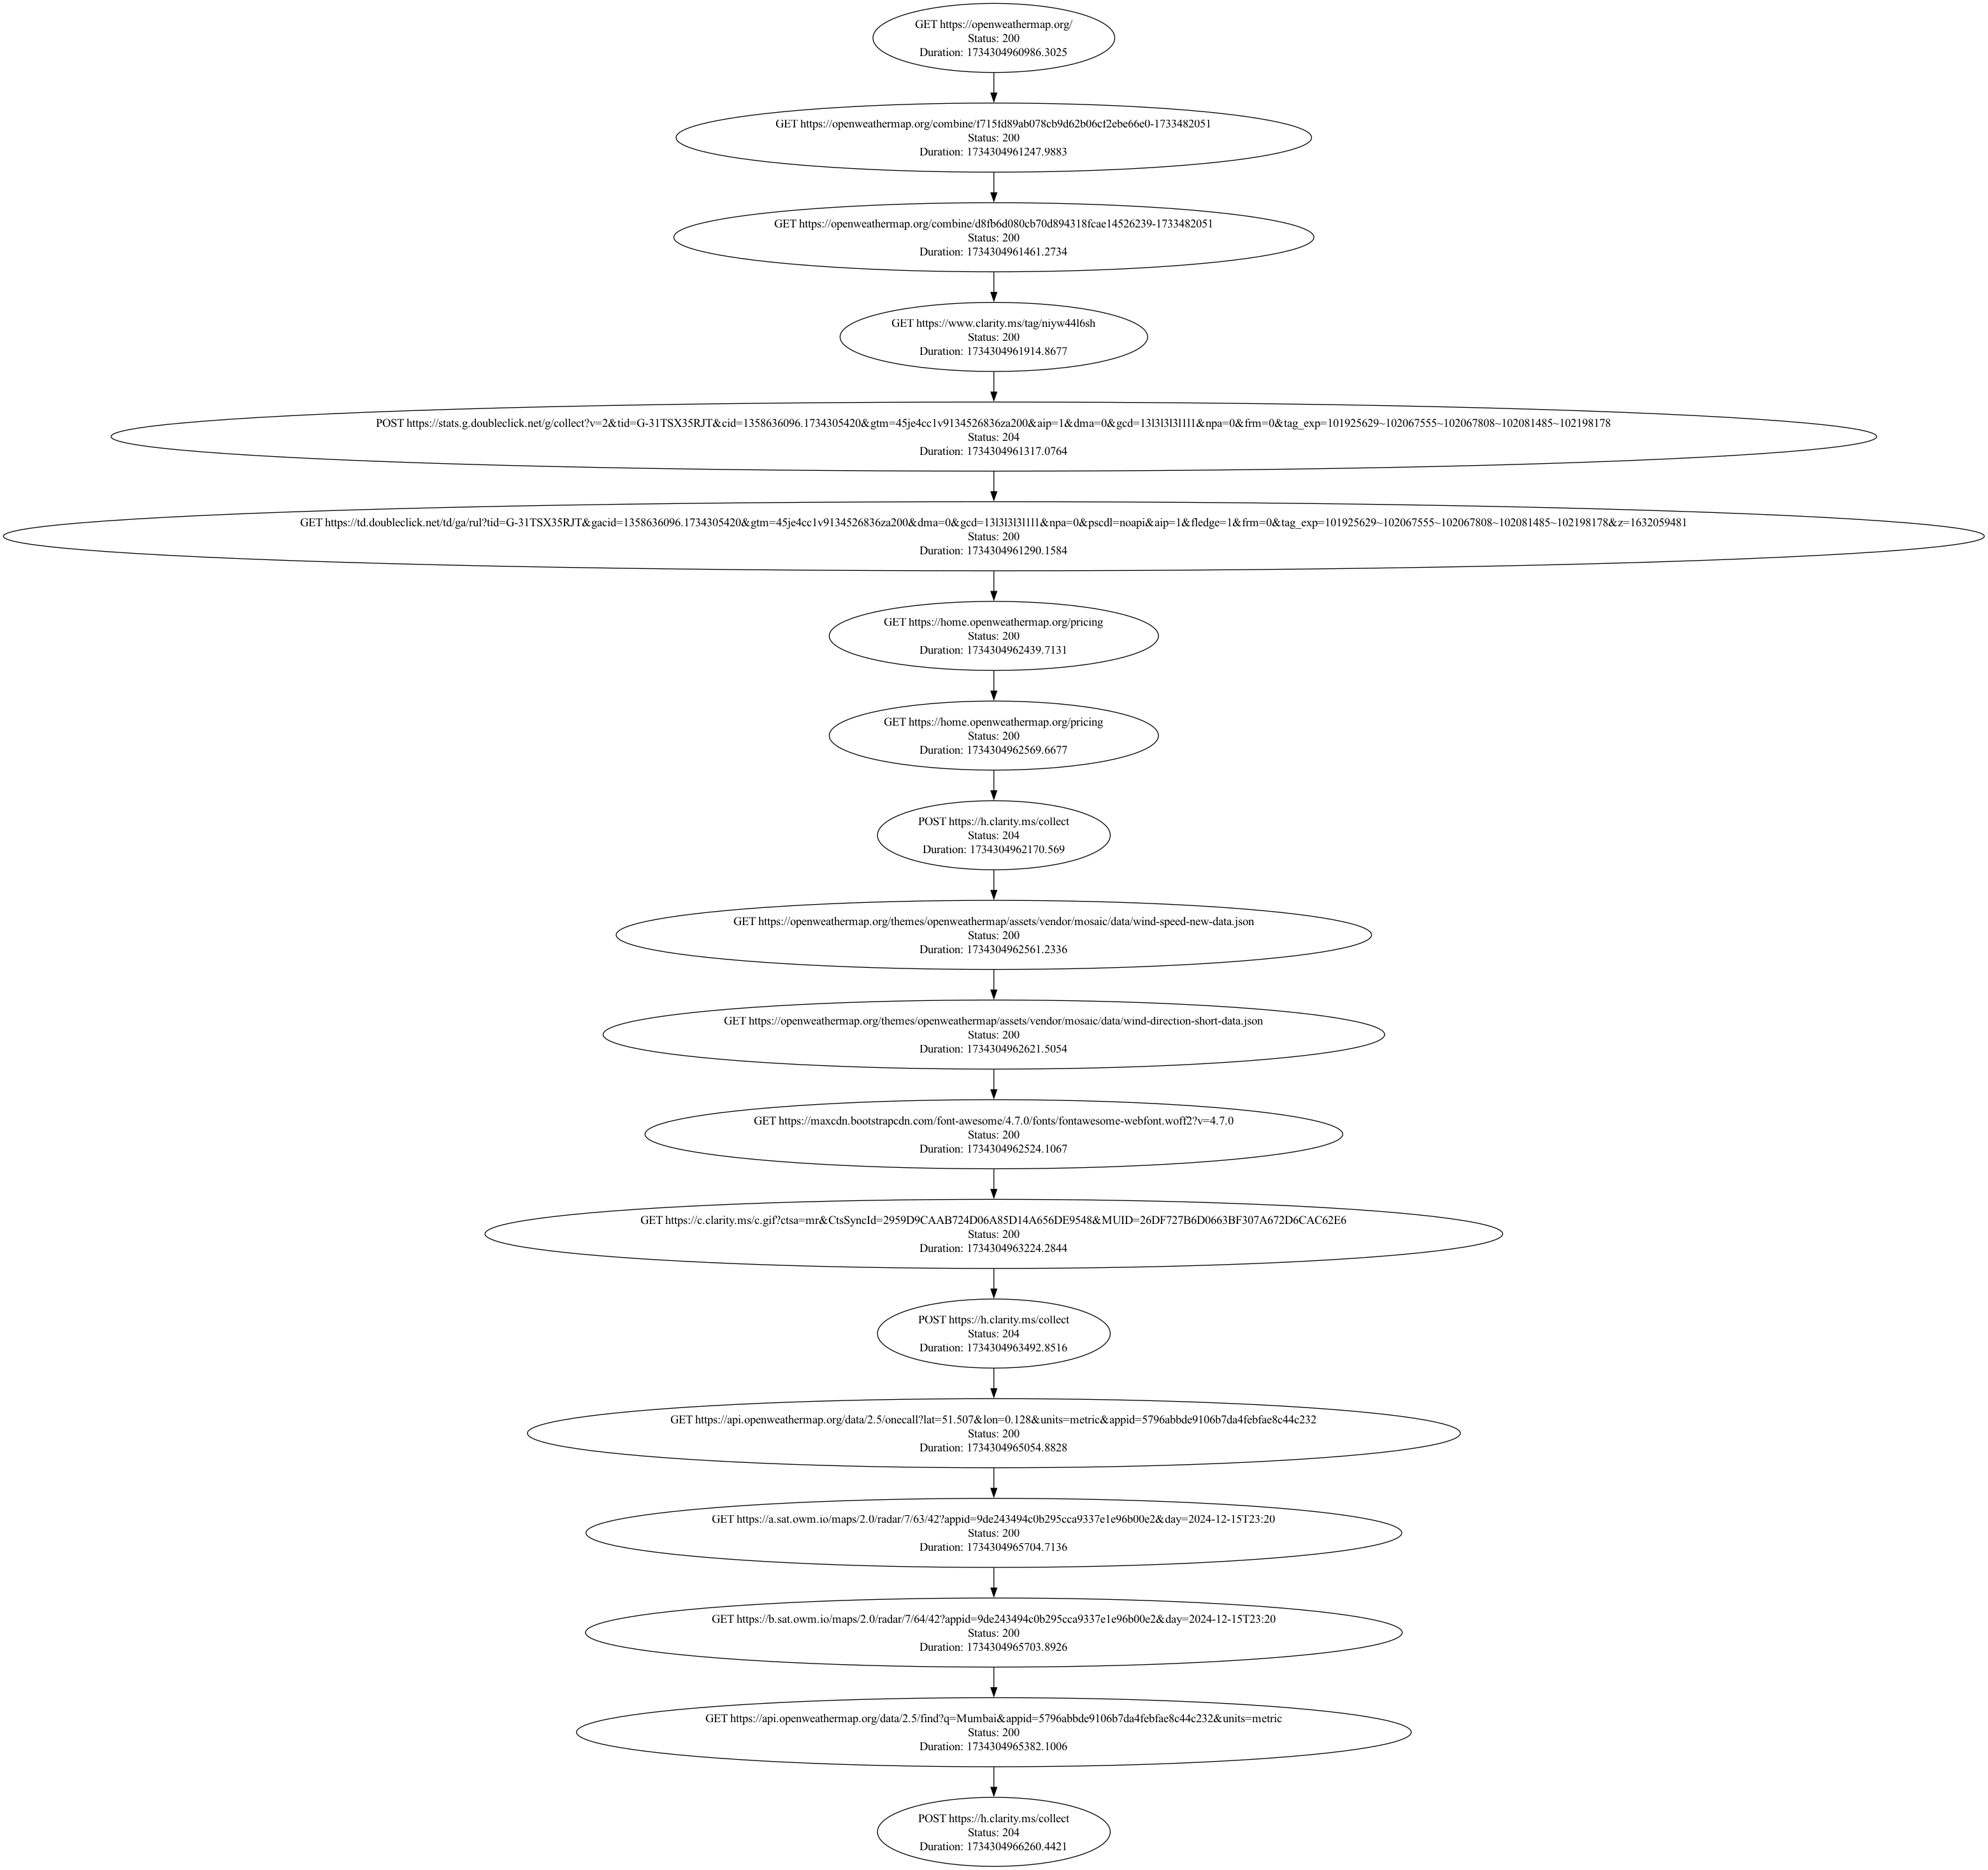 GET https://openweathermap.org/
Status: 200
Duration: 1734304960986.3025
GET https://openweathermap.org/combine/f715fd89ab078cb9d62b06cf2ebe66e0-1733482051
Status: 200
Duration: 1734304961247.9883
GET https://openweathermap.org/combine/d8fb6d080cb70d894318fcae14526239-1733482051
Status: 200
Duration: 1734304961461.2734
GET https://www.clarity.ms/tag/niyw44l6sh
Status: 200
Duration: 1734304961914.8677
POST https://stats.g.doubleclick.net/g/collect?v=2&tid=G-31TSX35RJT&cid=1358636096.1734305420&gtm=45je4cc1v9134526836za200&aip=1&dma=0&gcd=13l3l3l3l1l1&npa=0&frm=0&tag_exp=101925629~102067555~102067808~102081485~102198178
Status: 204
Duration: 1734304961317.0764
GET https://td.doubleclick.net/td/ga/rul?tid=G-31TSX35RJT&gacid=1358636096.1734305420&gtm=45je4cc1v9134526836za200&dma=0&gcd=13l3l3l3l1l1&npa=0&pscdl=noapi&aip=1&fledge=1&frm=0&tag_exp=101925629~102067555~102067808~102081485~102198178&z=1632059481
Status: 200
Duration: 1734304961290.1584
GET https://home.openweathermap.org/pricing
Status: 200
Duration: 1734304962439.7131
GET https://home.openweathermap.org/pricing
Status: 200
Duration: 1734304962569.6677
POST https://h.clarity.ms/collect
Status: 204
Duration: 1734304962170.569
GET https://openweathermap.org/themes/openweathermap/assets/vendor/mosaic/data/wind-speed-new-data.json
Status: 200
Duration: 1734304962561.2336
GET https://openweathermap.org/themes/openweathermap/assets/vendor/mosaic/data/wind-direction-short-data.json
Status: 200
Duration: 1734304962621.5054
GET https://maxcdn.bootstrapcdn.com/font-awesome/4.7.0/fonts/fontawesome-webfont.woff2?v=4.7.0
Status: 200
Duration: 1734304962524.1067
GET https://c.clarity.ms/c.gif?ctsa=mr&CtsSyncId=2959D9CAAB724D06A85D14A656DE9548&MUID=26DF727B6D0663BF307A672D6CAC62E6
Status: 200
Duration: 1734304963224.2844
POST https://h.clarity.ms/collect
Status: 204
Duration: 1734304963492.8516
GET https://api.openweathermap.org/data/2.5/onecall?lat=51.507&lon=0.128&units=metric&appid=5796abbde9106b7da4febfae8c44c232
Status: 200
Duration: 1734304965054.8828
GET https://a.sat.owm.io/maps/2.0/radar/7/63/42?appid=9de243494c0b295cca9337e1e96b00e2&day=2024-12-15T23:20
Status: 200
Duration: 1734304965704.7136
GET https://b.sat.owm.io/maps/2.0/radar/7/64/42?appid=9de243494c0b295cca9337e1e96b00e2&day=2024-12-15T23:20
Status: 200
Duration: 1734304965703.8926
GET https://api.openweathermap.org/data/2.5/find?q=Mumbai&appid=5796abbde9106b7da4febfae8c44c232&units=metric
Status: 200
Duration: 1734304965382.1006
POST https://h.clarity.ms/collect
Status: 204
Duration: 1734304966260.4421